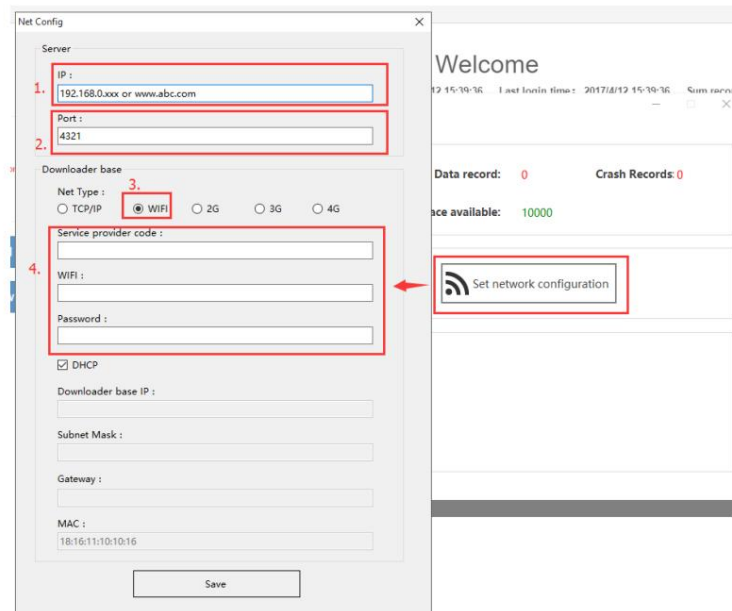 Net Config
Server
IP :
1.
192.168.0.xxx or www.abc.com
Port :
2.
4321
Downloader base
3.
Net Type :
TCP/IP WIFI 2G 3G 4G
4.
Service provider code :
WIFI :
Password :
DHCP
Downloader base IP :
Subnet Mask :
Gateway :
MAC :
18:16:11:10:10:16
Save
Welcome
15:39:36 Last login time : 2017/4/12 15:39:36 Sum
Data record: 0 Crash Records: 0
available: 10000
Set network configuration